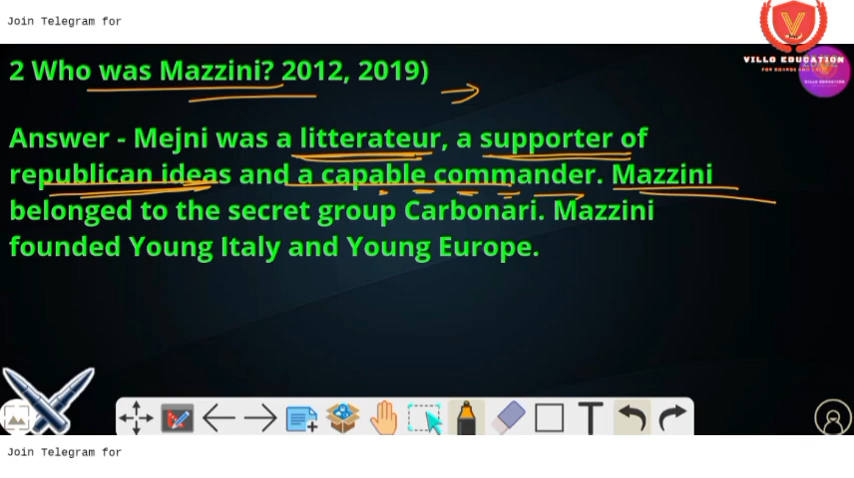 Join Telegram for
VILLO EDUCATION
2 Who was Mazzini? 2012, 2019)
Answer - Mejni was a litterateur, a supporter of
republican ideas and a capable commander. Mazzini
belonged to the secret group Carbonari. Mazzini
founded Young Italy and Young Europe.
Join Telegram for